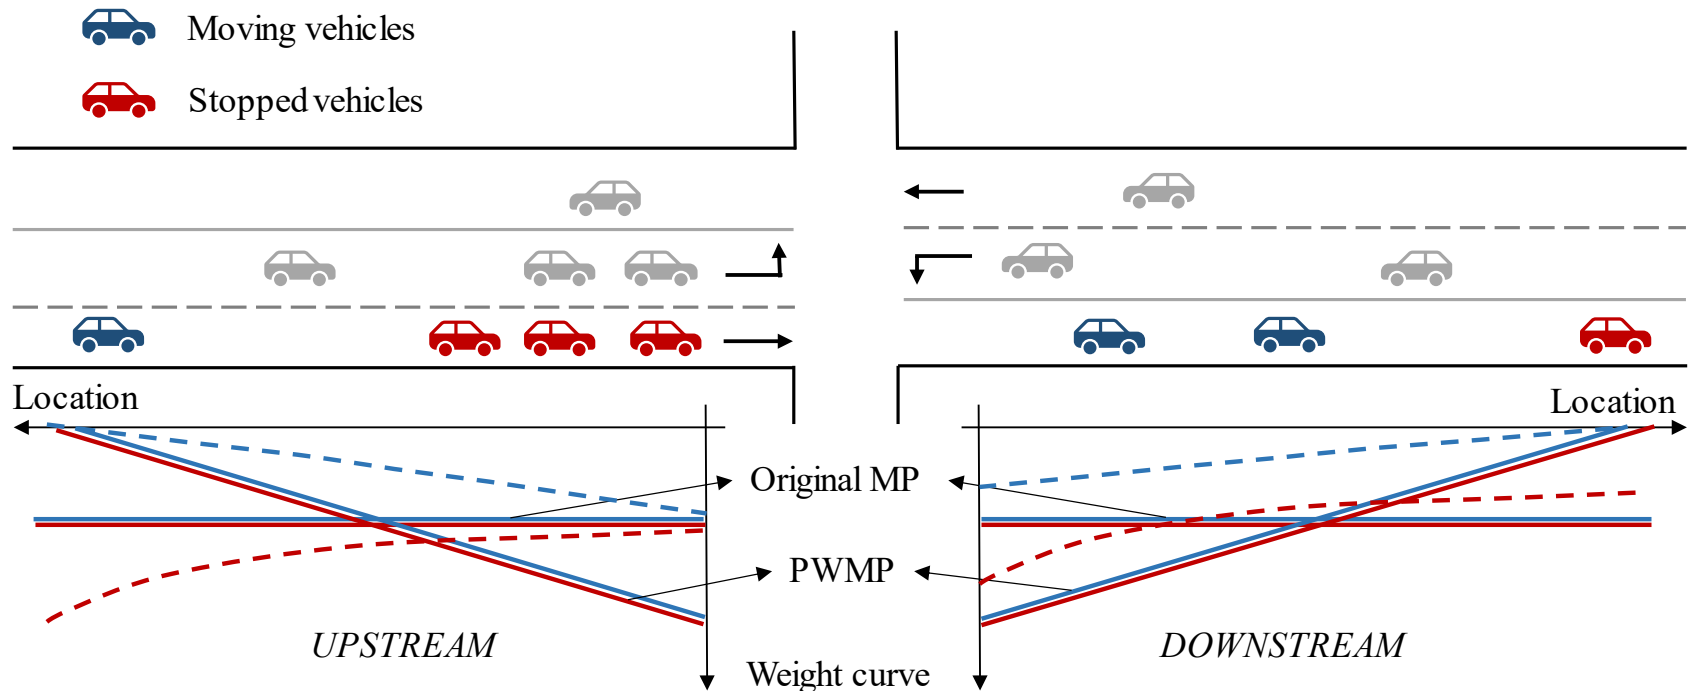 Moving vehicles
Stopped vehicles
Location
Location
Original MP
PWMP
UPSTREAM
DOWNSTREAM
Weight curve